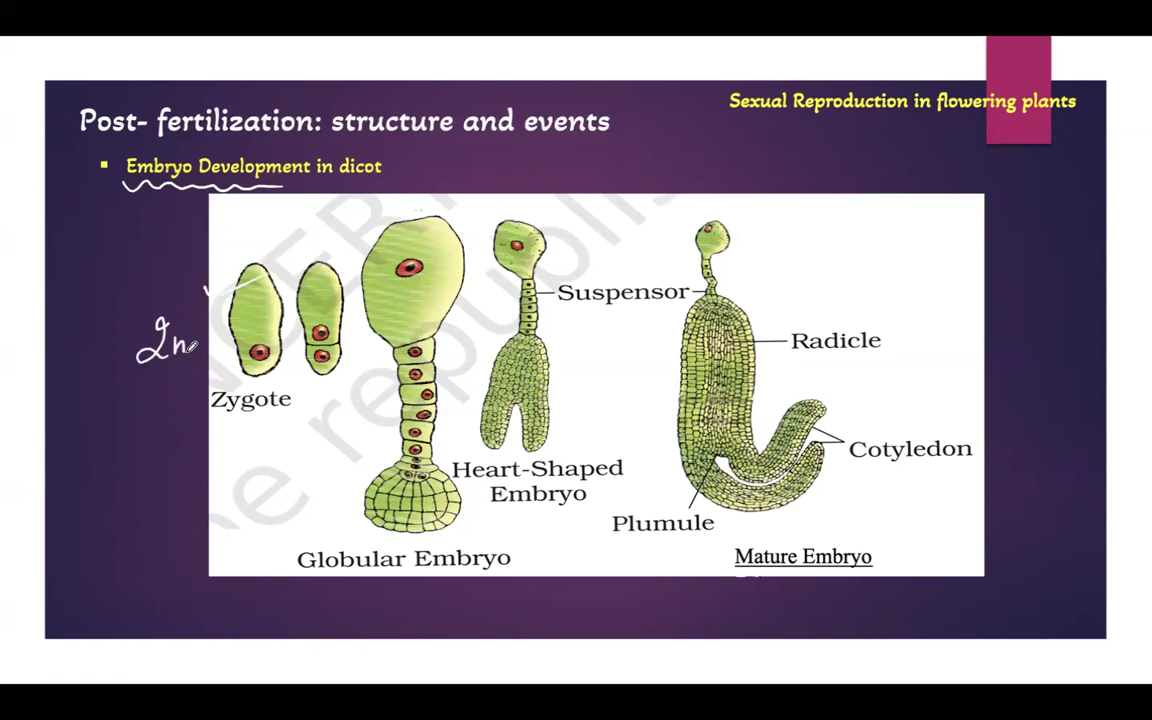 Sexual Reproduction in flowering plants
Post- fertilization: structure and events
Embryo Development in dicot
Suspensor
Radicle
2n
Zygote
Cotyledon
Heart-Shaped
Embryo
Plumule
Globular Embryo
Mature Embryo